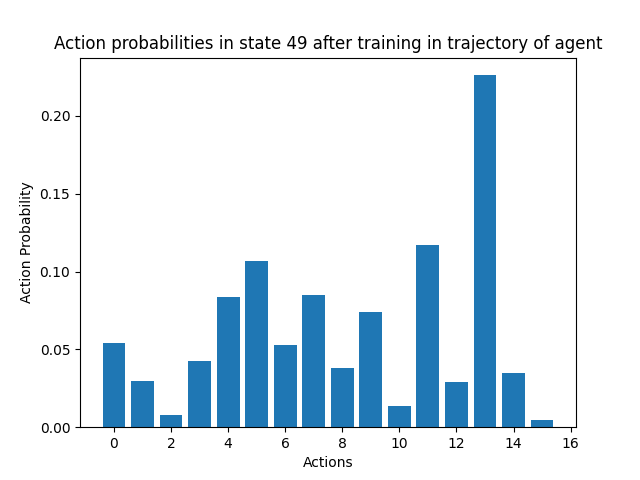 Action probabilities in state 49 after training in trajectory of agent
0.20
0.15
0.10
0.05
0.00
Action Probability
0 2 4 6 8 10 12 14 16
Actions